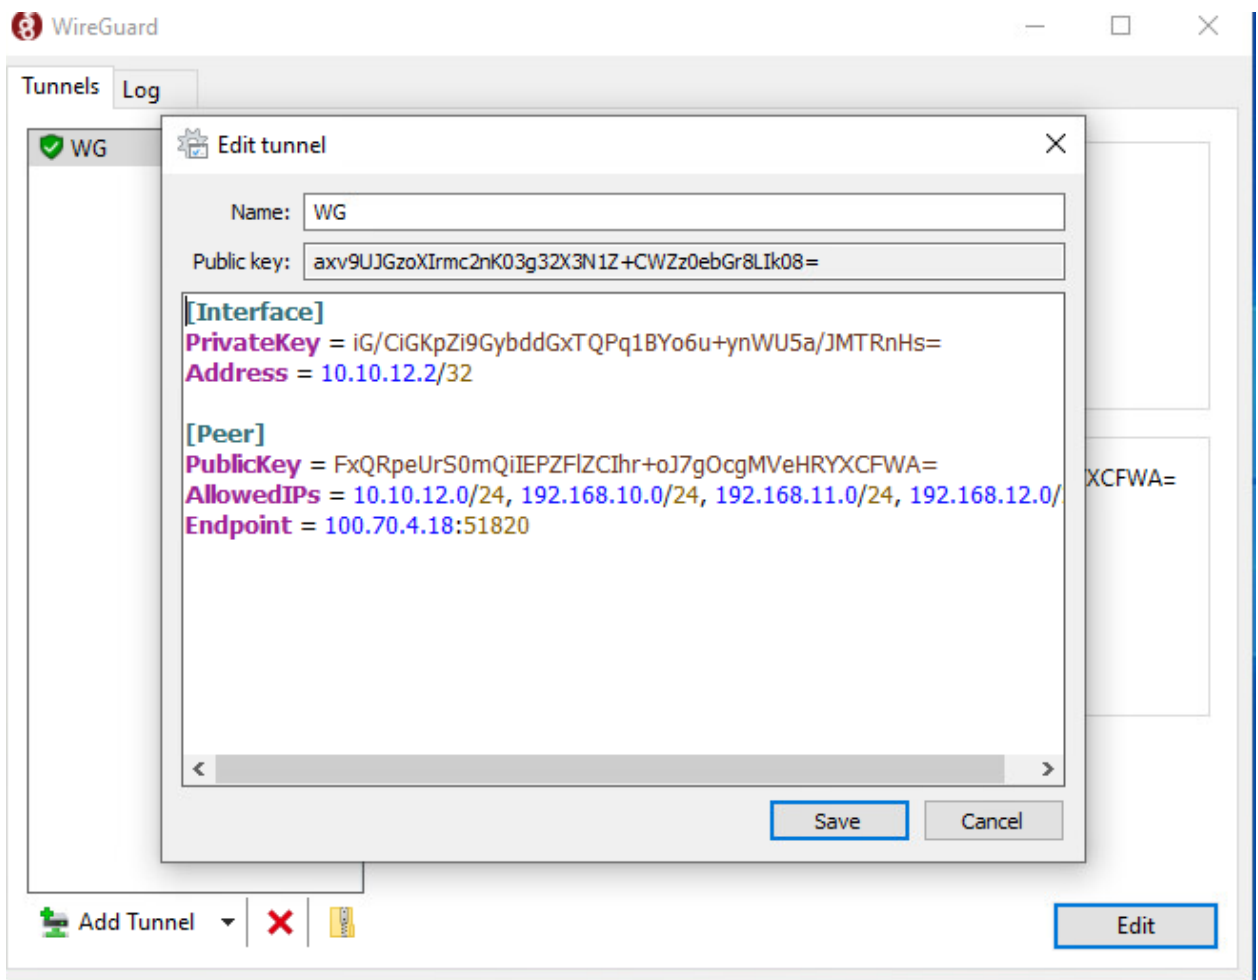 WireGuard
Tunnels
Log
WG
Edit tunnel
Name:
WG
Public key:
axv9UJGzoXIrmc2nK03g32X3N1Z+CWZz0ebGr8LIk08=
[Interface]
PrivateKey = iG/CiGKpZi9GybddGxTQPq1BYo6u+ynWU5a/JMTRnHs=
Address = 10.10.12.2/32
[Peer]
PublicKey = FxQRpeUrS0mQiIEPZFlZCIhr+oJ7gOcgMVeHRYXCFWA=
AllowedIPs = 10.10.12.0/24, 192.168.10.0/24, 192.168.11.0/24, 192.168.12.0/
Endpoint = 100.70.4.18:51820
XCFWA=
Save
Cancel
Add Tunnel
Edit